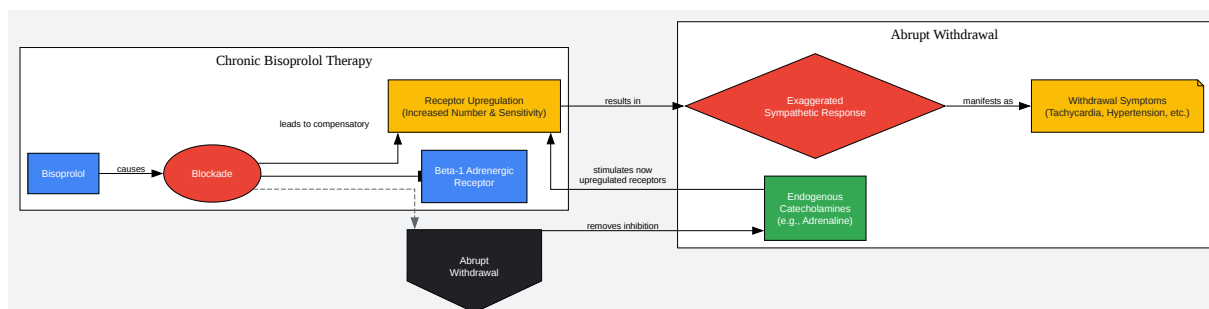 Chronic Bisoprolol Therapy
Bisoprolol
causes
Blockade
leads to compensatory
Receptor Upregulation
(Increased Number & Sensitivity)
Beta-1 Adrenergic
Receptor
Abrupt
Withdrawal
results in
stimulates now
upregulated receptors
removes inhibition
Abrupt Withdrawal
Exaggerated
Sympathetic Response
manifests as
Withdrawal Symptoms
(Tachycardia, Hypertension, etc.)
Endogenous
Catecholamines
(e.g., Adrenaline)